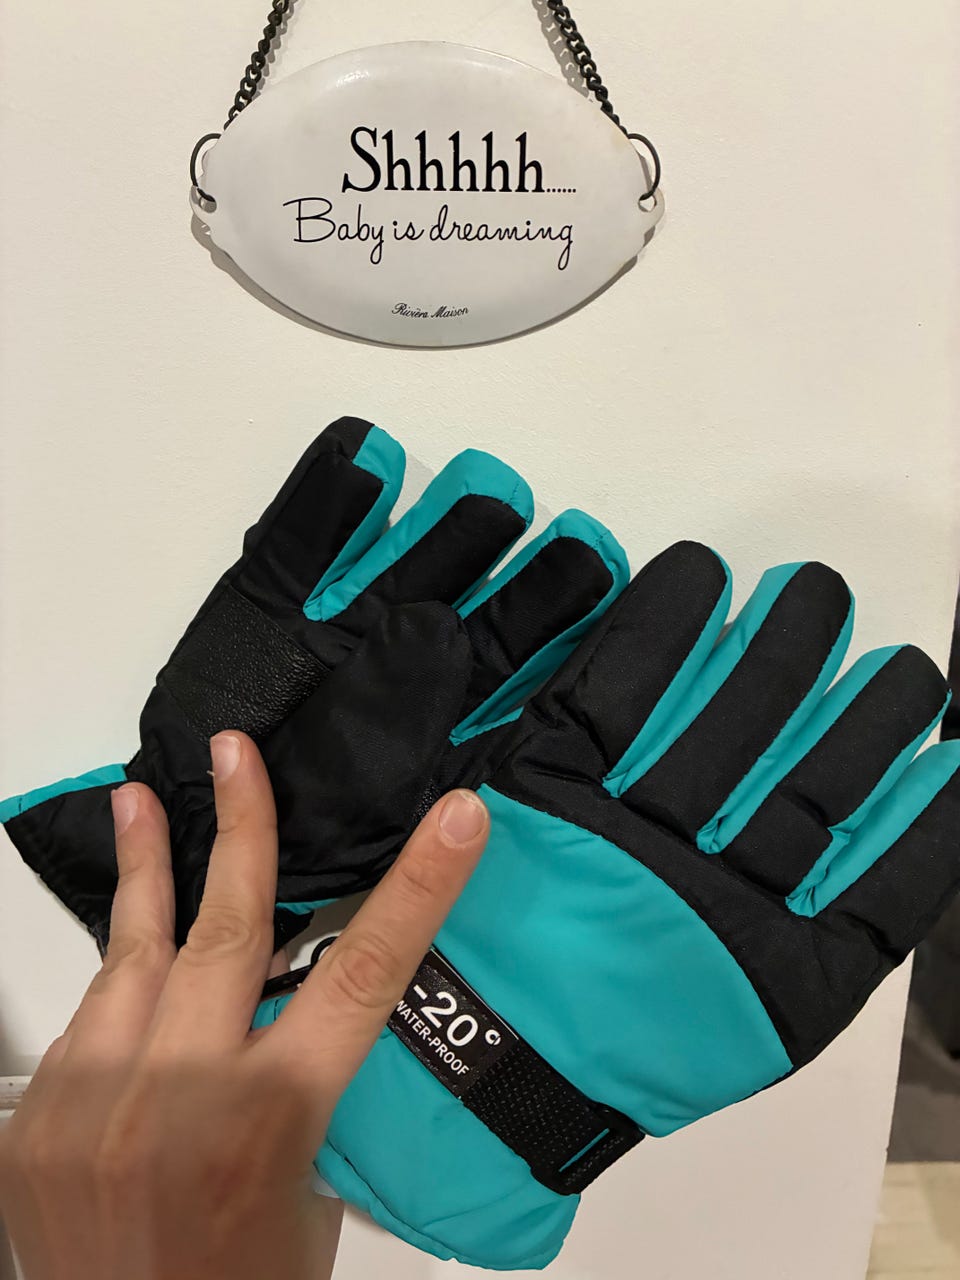 Shhhhh......
Baby is dreaming
Rivièra Maison
-20°
WATER-PROOF